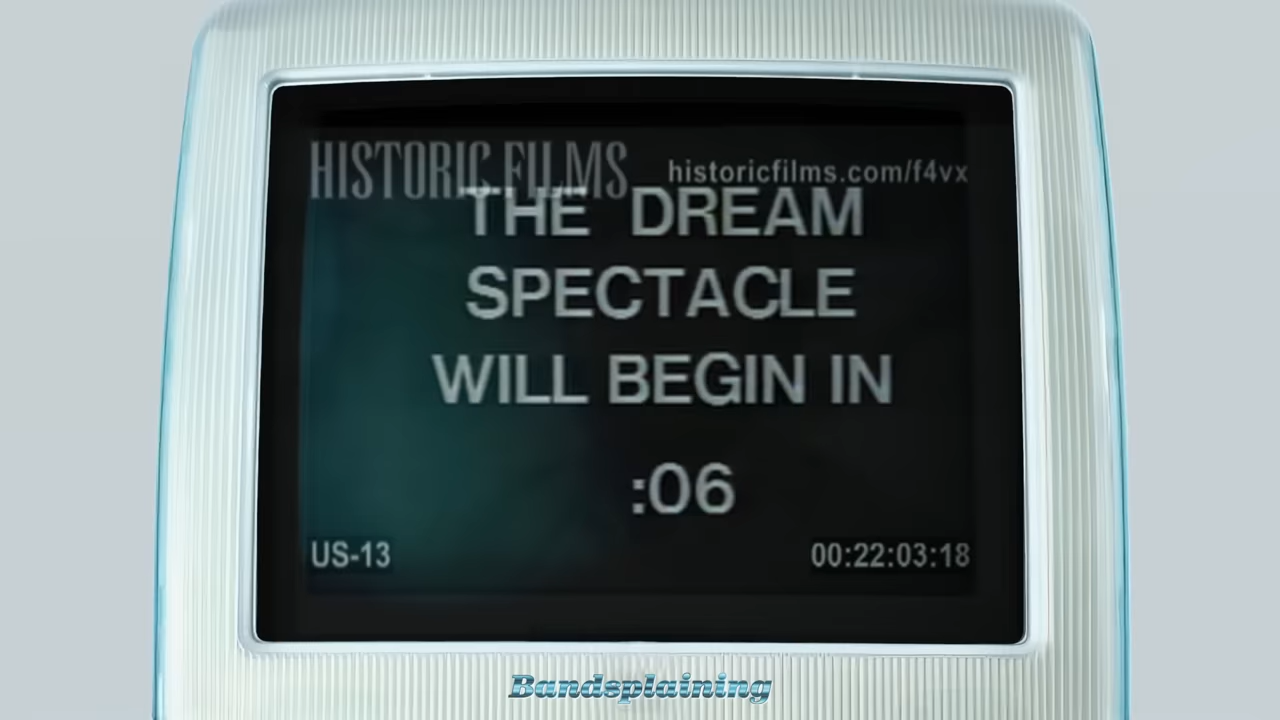 HISTORIC FILMS
historicfilms.com/f4vx
THE DREAM
SPECTACLE
WILL BEGIN IN
:06
US-13
00:22:03:18
Bandsplaining